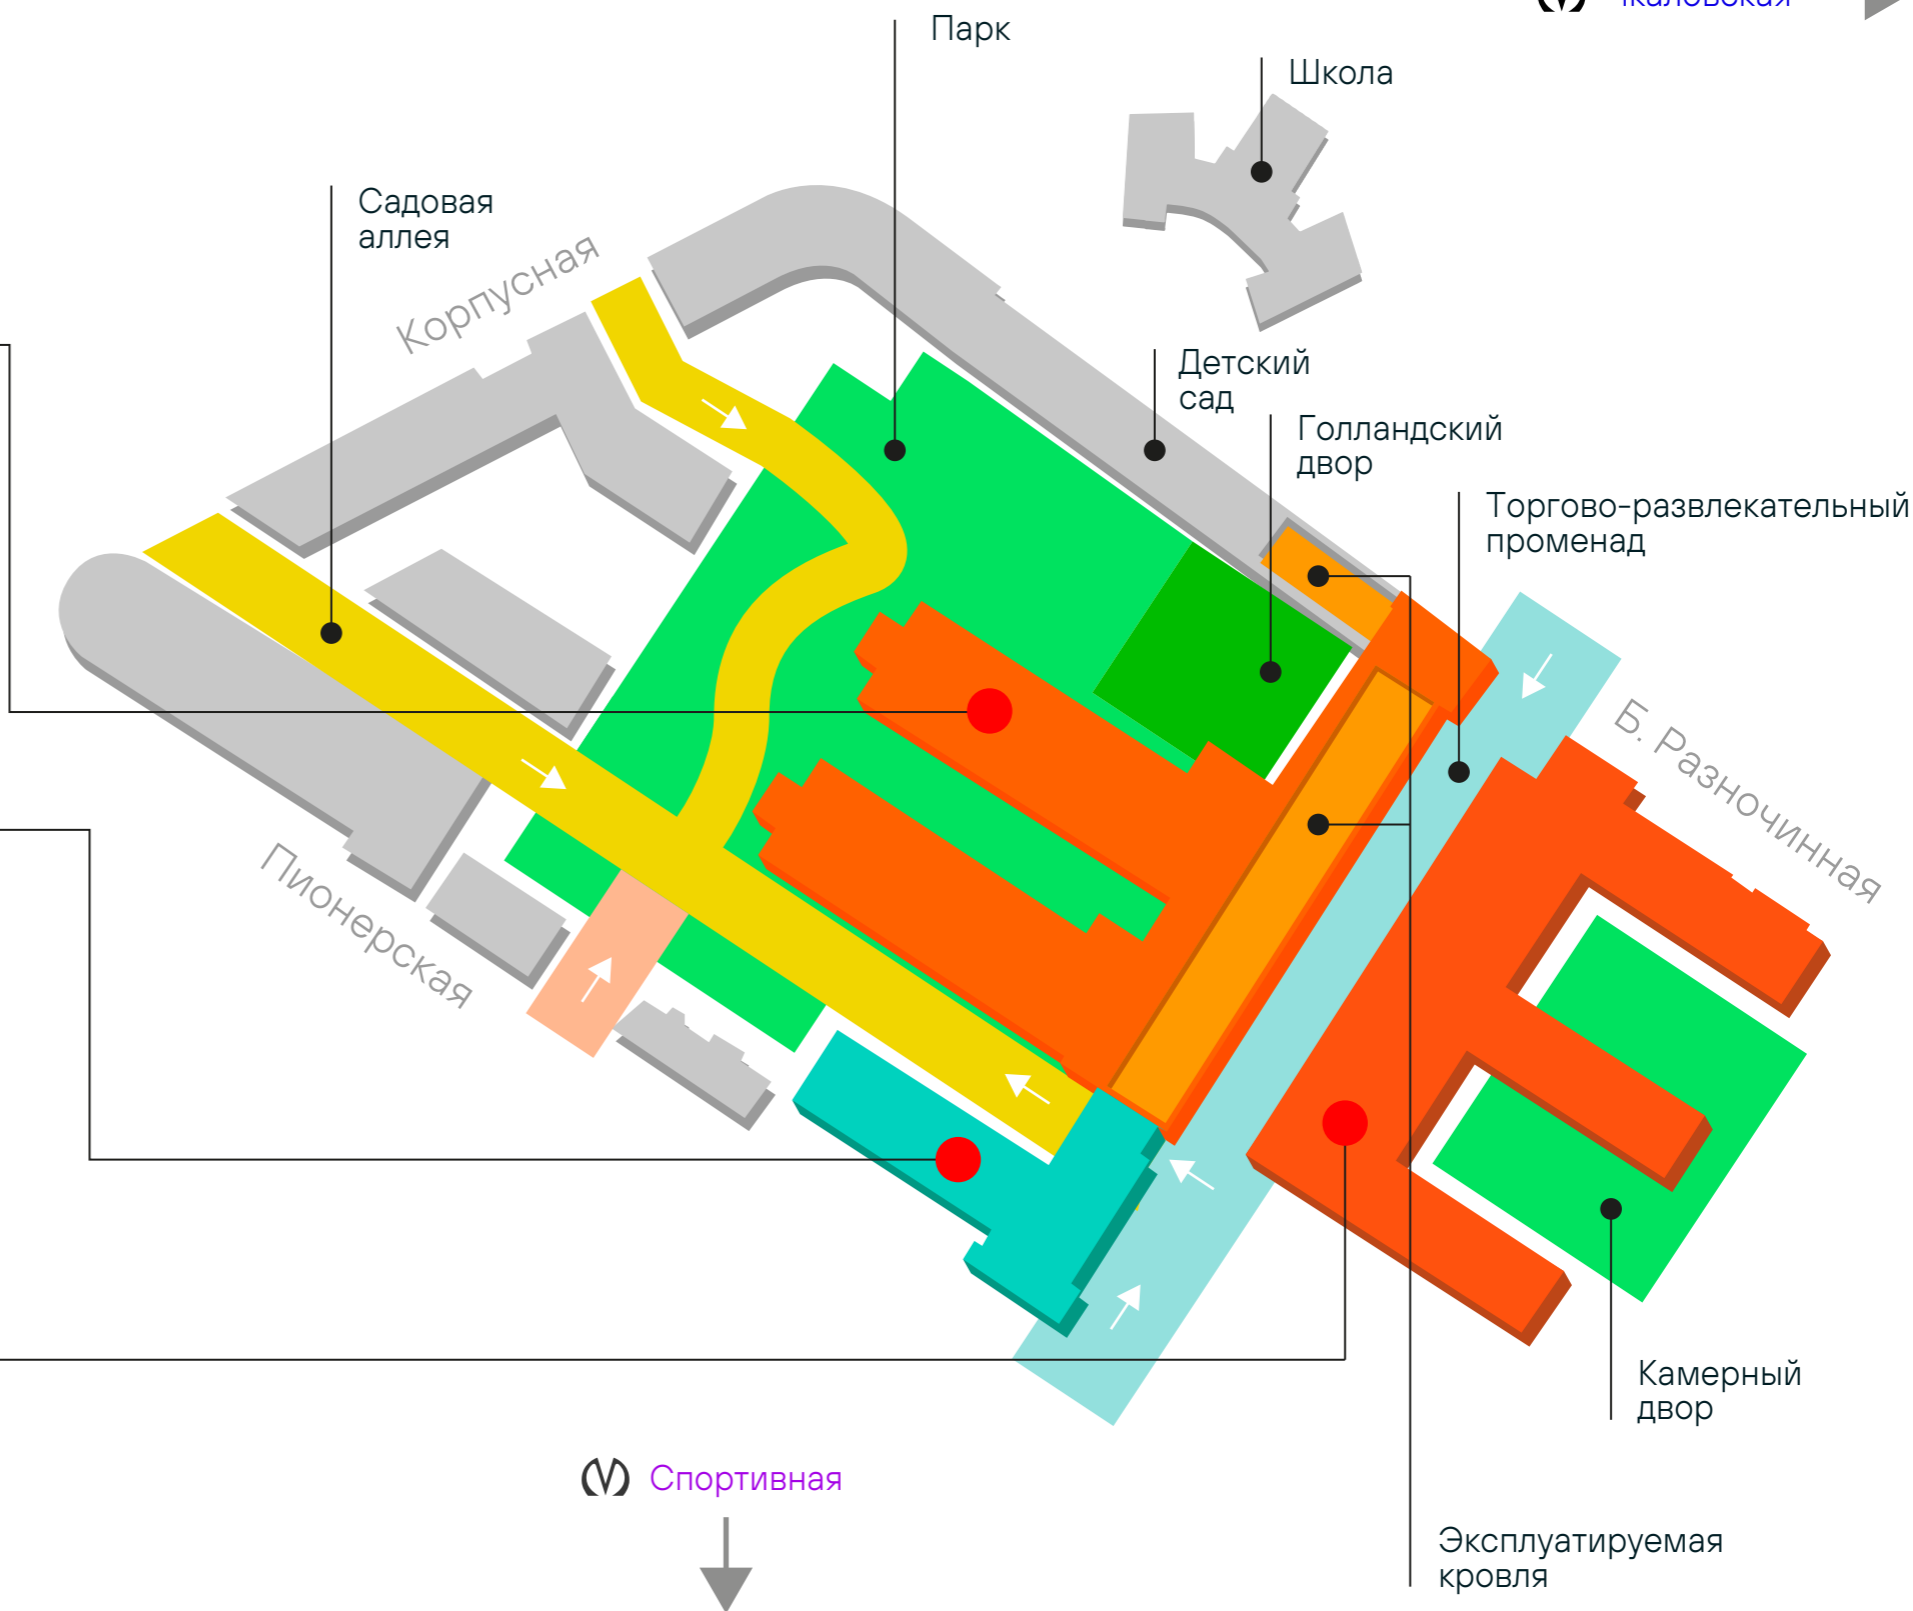 Парк
Школа
Садовая
аллея
Корпусная
Детский
сад
Голландский
двор
Торгово-развлекательный
променад
Б. Разночинная
Пионерская
Камерный
двор
Спортивная
Эксплуатируемая
кровля